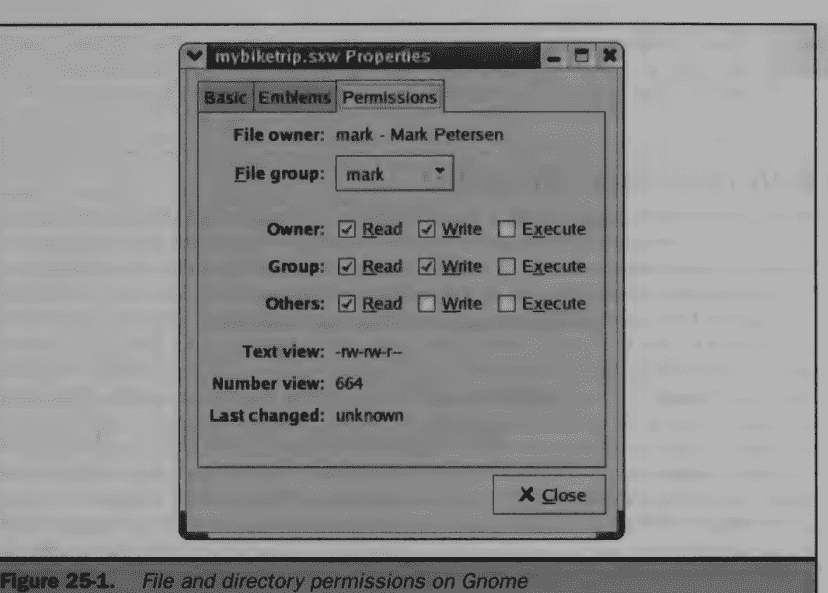 mybiketrip.sxw Properties
Basic Emblems Permissions
File owner: mark - Mark Petersen
File group: mark
Owner: Read Write Execute
Group: Read Write Execute
Others: Read Write Execute
Text view: -rw-rw-r--
Number view: 664
Last changed: unknown
Close
Figure 25-1. File and directory permissions on Gnome